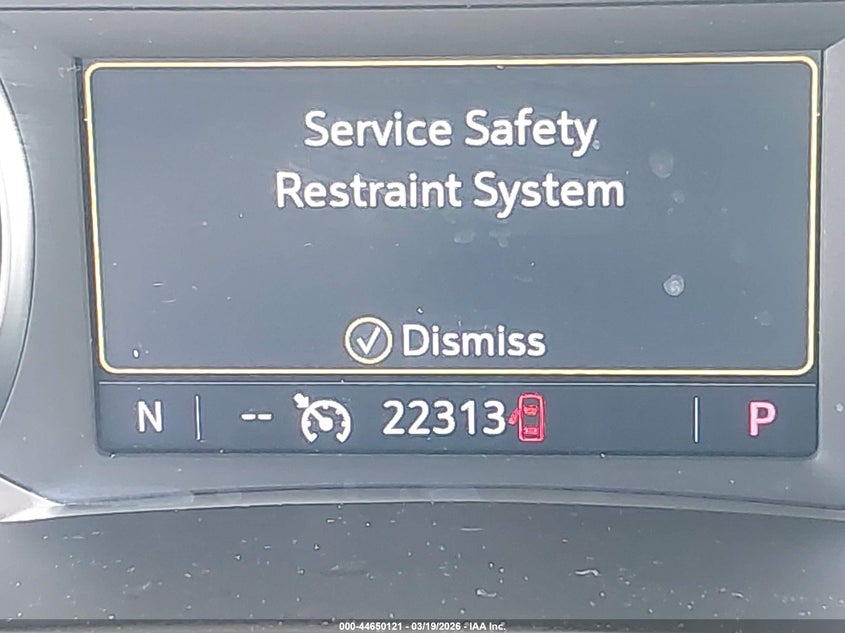 Service Safety
Restraint System
Dismiss
N -- 22313 P
000-44650121 - 03/19/2026 - IAA Inc.